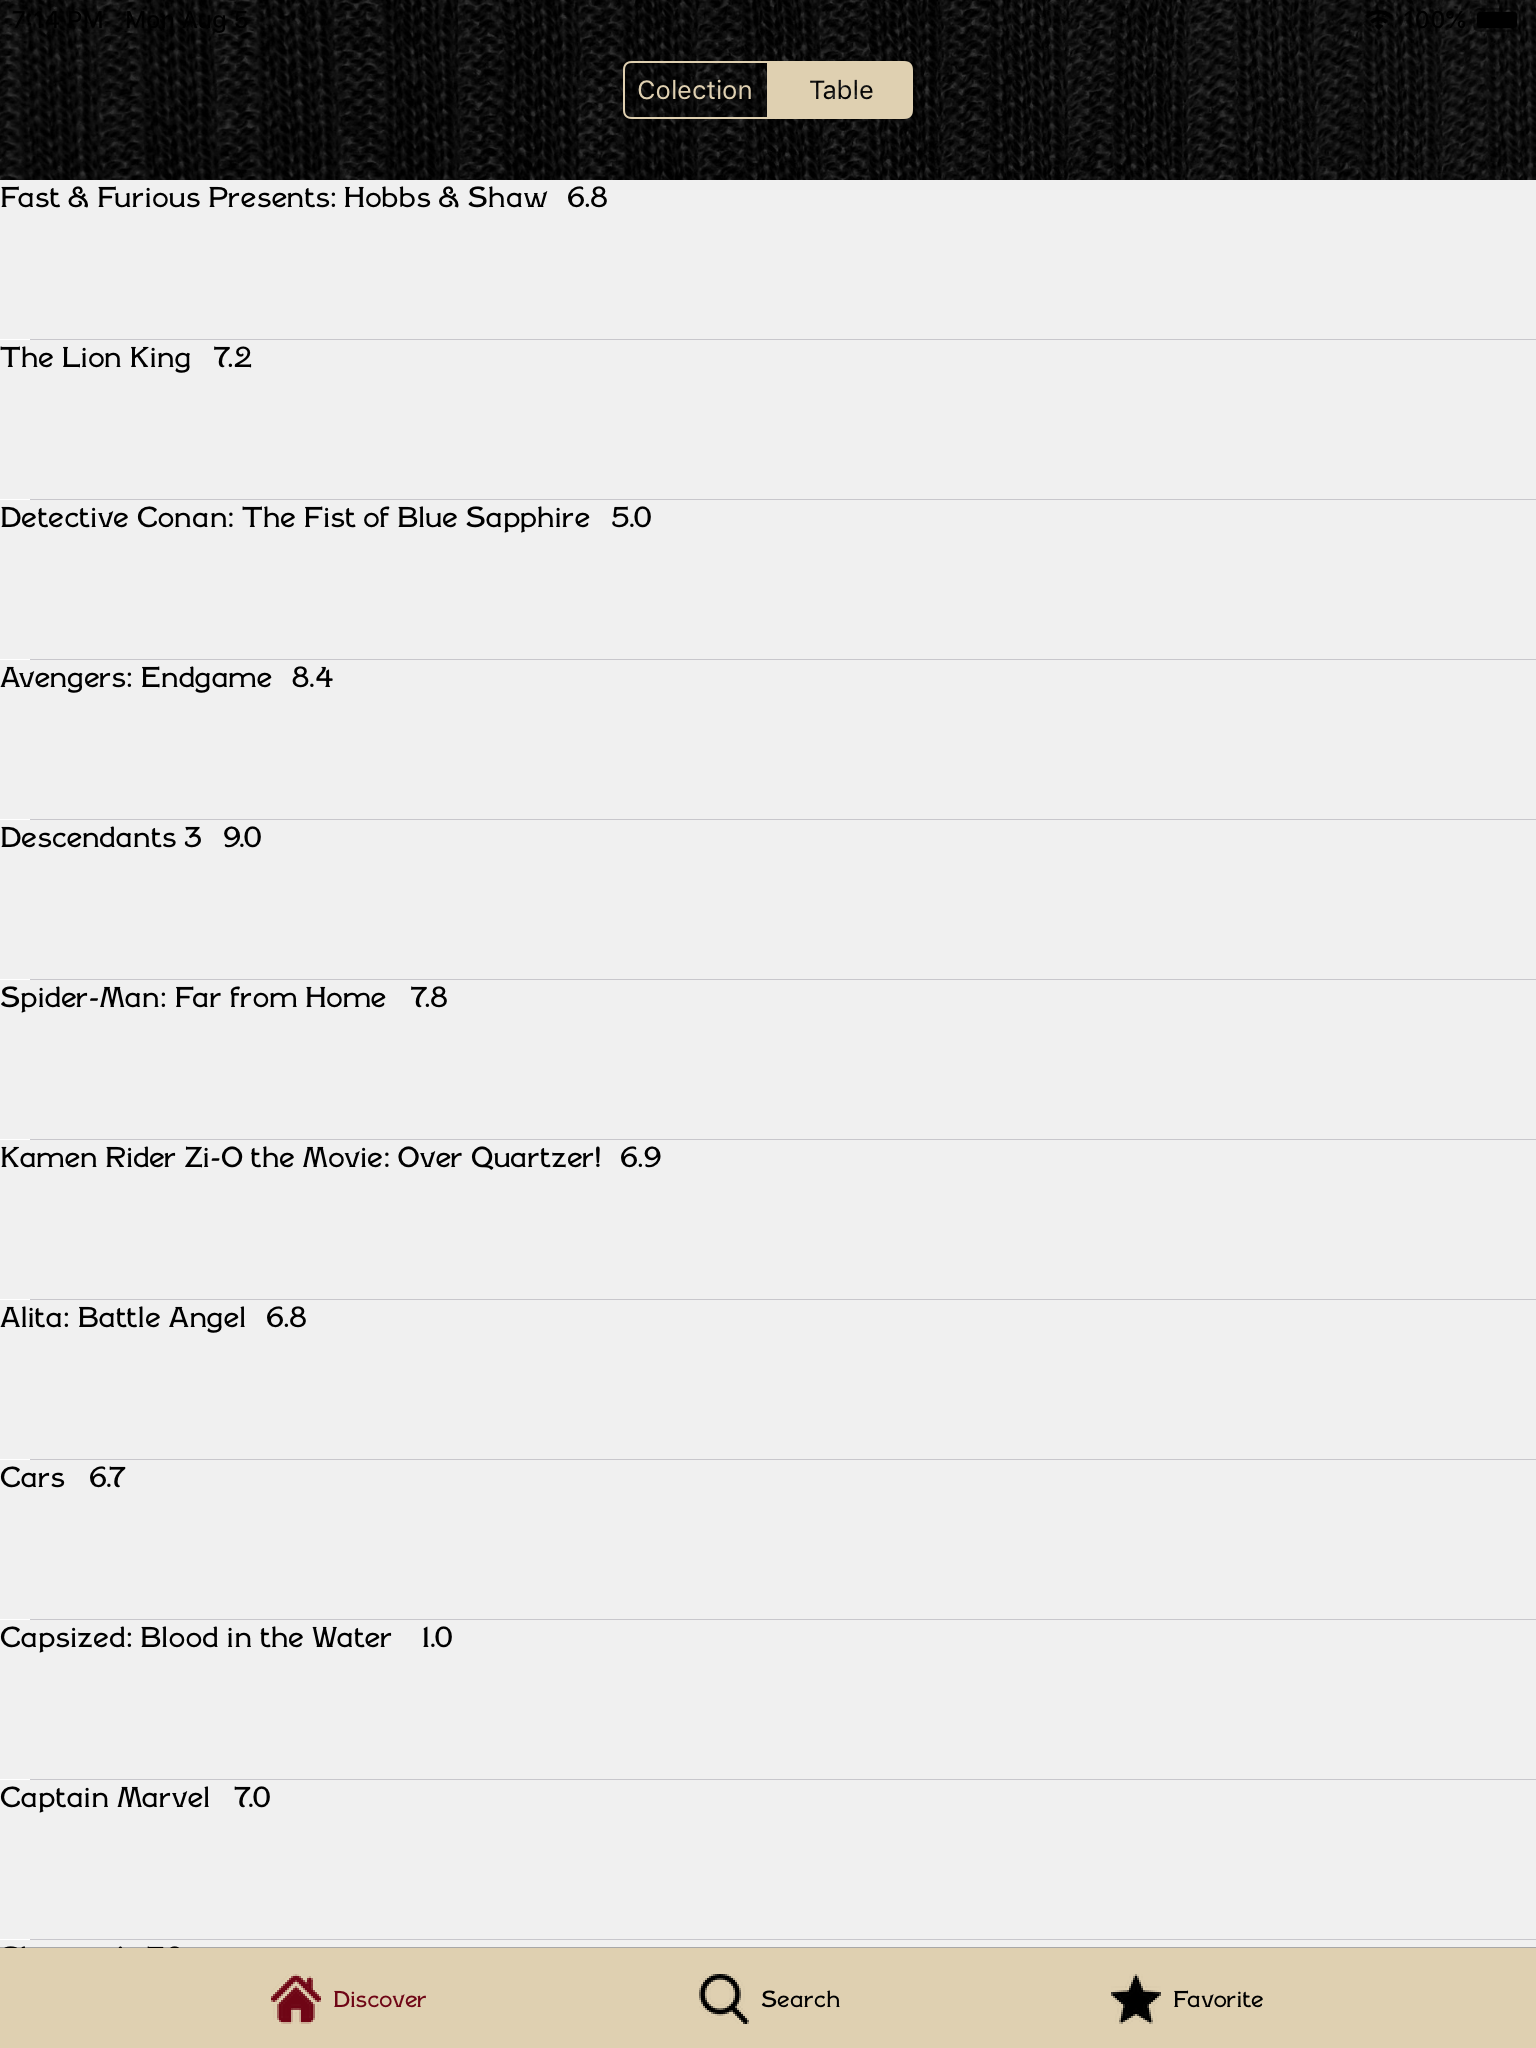 Colection Table
Fast & Furious Presents: Hobbs & Shaw 6.8
The Lion King 7.2
Detective Conan: The Fist of Blue Sapphire 5.0
Avengers: Endgame 8.4
Descendants 3 9.0
Spider-Man: Far from Home 7.8
Kamen Rider Zi-O the Movie: Over Quartzer! 6.9
Alita: Battle Angel 6.8
Cars 6.7
Capsized: Blood in the Water 1.0
Captain Marvel 7.0
Discover Search Favorite